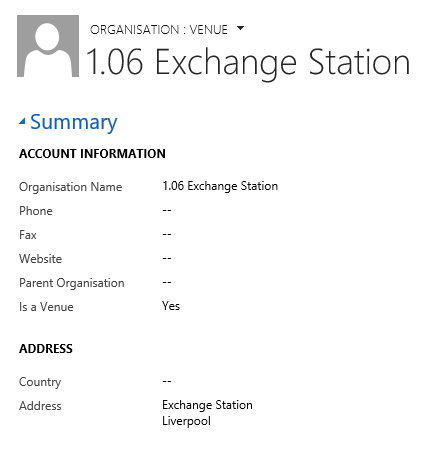 ORGANISATION : VENUE
1.06 Exchange Station
Summary
ACCOUNT INFORMATION
Organisation Name 1.06 Exchange Station
Phone --
Fax --
Website --
Parent Organisation --
Is a Venue Yes
ADDRESS
Country --
Address Exchange Station
Liverpool